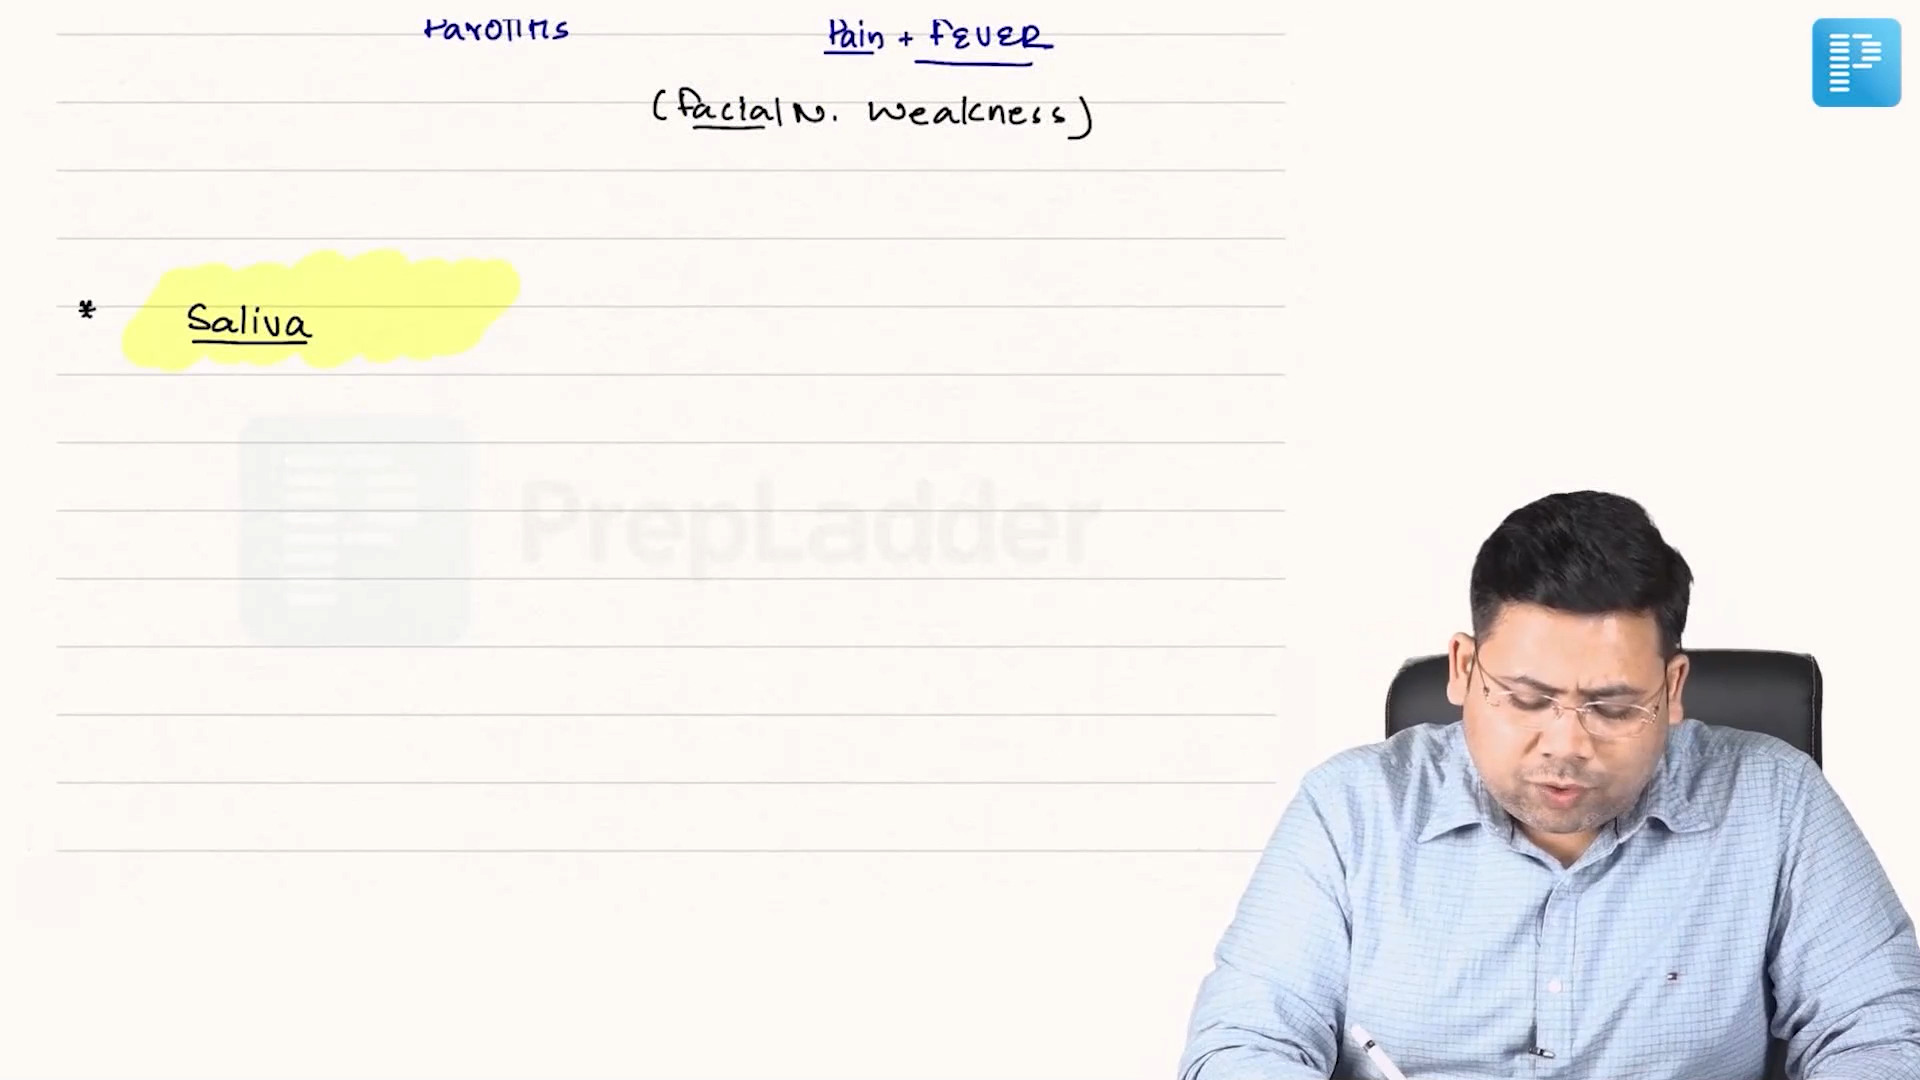 Parotitis Pain + FEVER
(facial N. weakness)
* Saliva
PrepLadder